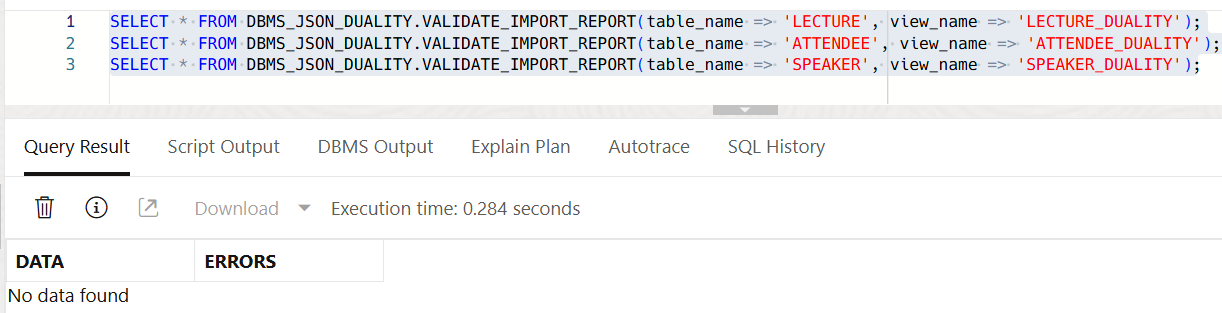 1 SELECT * FROM DBMS_JSON_DUALITY.VALIDATE_IMPORT_REPORT(table_name => 'LECTURE', view_name => 'LECTURE_DUALITY');
2 SELECT * FROM DBMS_JSON_DUALITY.VALIDATE_IMPORT_REPORT(table_name => 'ATTENDEE', view_name => 'ATTENDEE_DUALITY');
3 SELECT * FROM DBMS_JSON_DUALITY.VALIDATE_IMPORT_REPORT(table_name => 'SPEAKER', view_name => 'SPEAKER_DUALITY');
Query Result Script Output DBMS Output Explain Plan Autotrace SQL History
Download Execution time: 0.284 seconds
DATA ERRORS
No data found